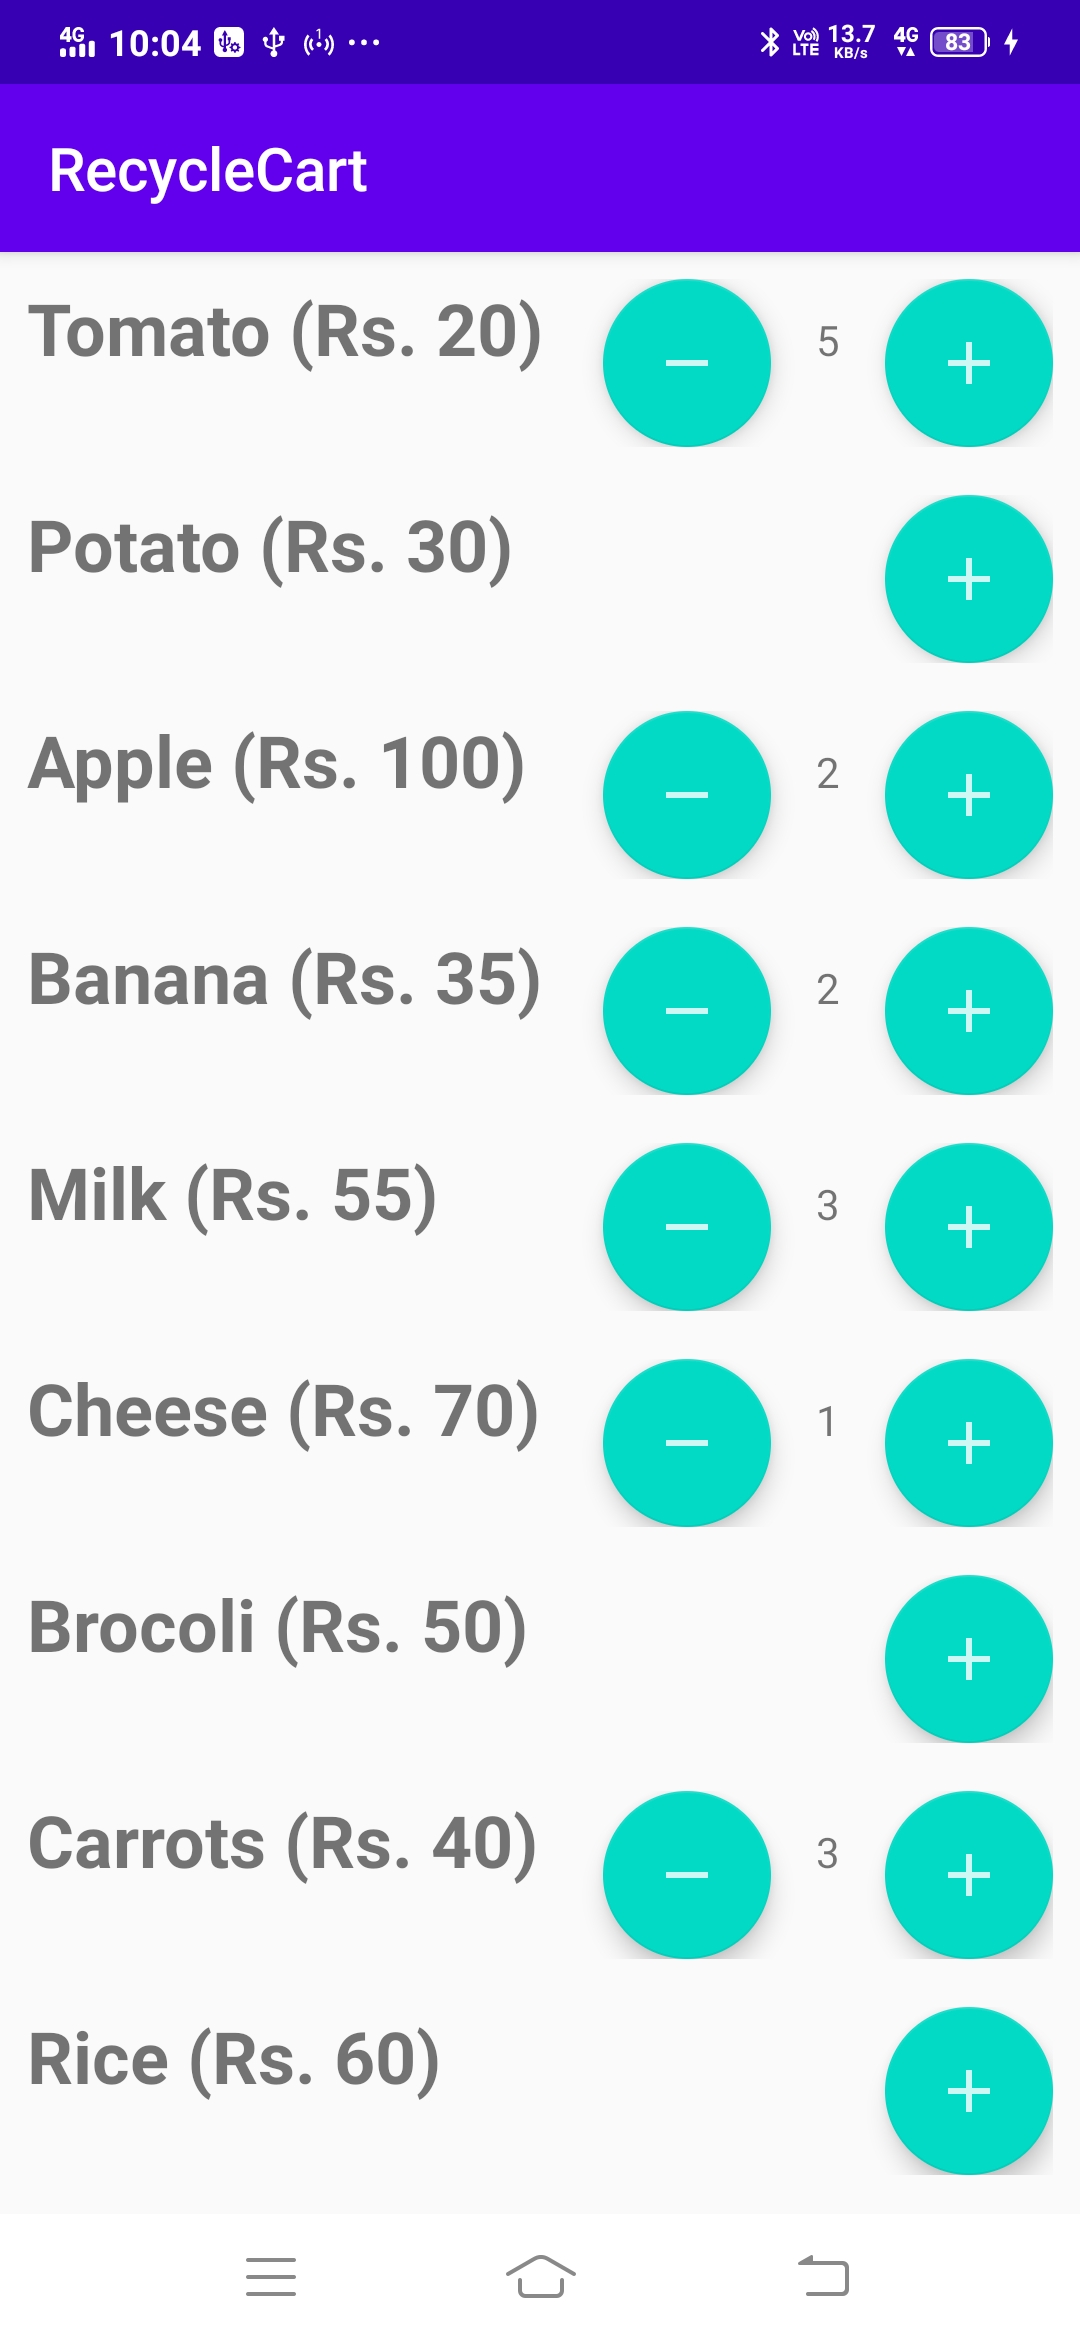 4G 10:04 1 ... Vo) LTE 13.7 KB/s 4G 83
RecycleCart
Tomato (Rs. 20) 5
Potato (Rs. 30)
Apple (Rs. 100) 2
Banana (Rs. 35) 2
Milk (Rs. 55) 3
Cheese (Rs. 70) 1
Brocoli (Rs. 50)
Carrots (Rs. 40) 3
Rice (Rs. 60)